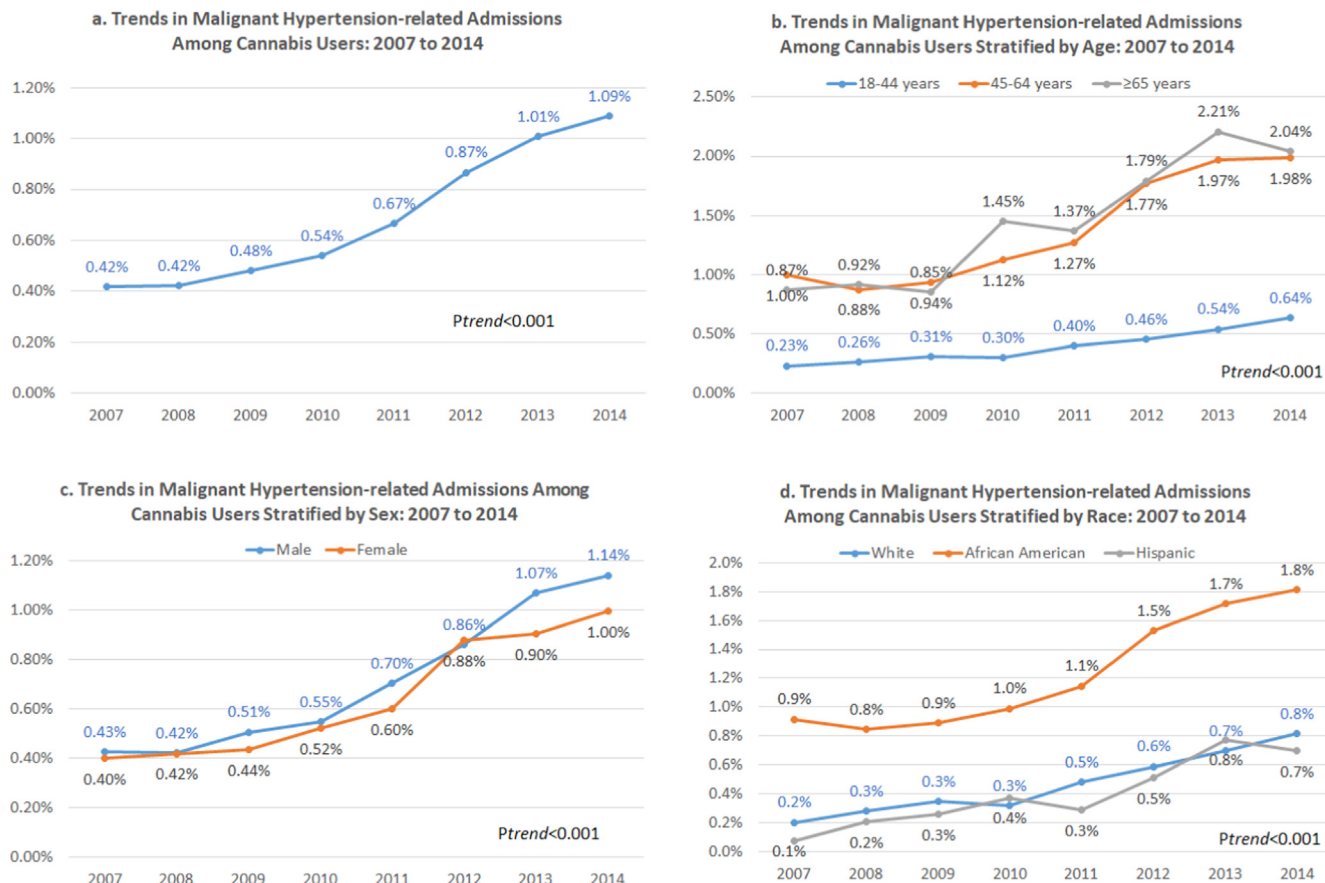 a. Trends in Malignant Hypertension-related Admissions
Among Cannabis Users: 2007 to 2014
1.20%
1.00%
0.80%
0.60%
0.40%
0.20%
0.00%
0.42%
0.42%
0.48%
0.54%
0.67%
0.87%
1.01%
1.09%
Ptrend<0.001
2007 2008 2009 2010 2011 2012 2013 2014
b. Trends in Malignant Hypertension-related Admissions
Among Cannabis Users Stratified by Age: 2007 to 2014
18-44 years 45-64 years ≥65 years
2.50%
2.00%
1.50%
1.00%
0.50%
0.00%
0.87% 0.92% 0.85% 1.45% 1.37% 1.79% 2.21% 2.04%
1.00% 0.88% 0.94% 1.12% 1.27% 1.77% 1.97% 1.98%
0.23% 0.26% 0.31% 0.30% 0.40% 0.46% 0.54% 0.64%
Ptrend<0.001
2007 2008 2009 2010 2011 2012 2013 2014
c. Trends in Malignant Hypertension-related Admissions Among
Cannabis Users Stratified by Sex: 2007 to 2014
Male Female
1.20%
1.00%
0.80%
0.60%
0.40%
0.20%
0.00%
0.43% 0.42% 0.51% 0.55% 0.70% 0.86% 1.07% 1.14%
0.40% 0.42% 0.44% 0.52% 0.60% 0.88% 0.90% 1.00%
Ptrend<0.001
2007 2008 2009 2010 2011 2012 2013 2014
d. Trends in Malignant Hypertension-related Admissions
Among Cannabis Users Stratified by Race: 2007 to 2014
White African American Hispanic
2.0%
1.8%
1.6%
1.4%
1.2%
1.0%
0.8%
0.6%
0.4%
0.2%
0.0%
0.9% 0.8% 0.9% 1.0% 1.1% 1.5% 1.7% 1.8%
0.2% 0.3% 0.3% 0.3% 0.5% 0.6% 0.7% 0.8%
0.1% 0.2% 0.3% 0.4% 0.3% 0.5% 0.8% 0.7%
Ptrend<0.001
2007 2008 2009 2010 2011 2012 2013 2014